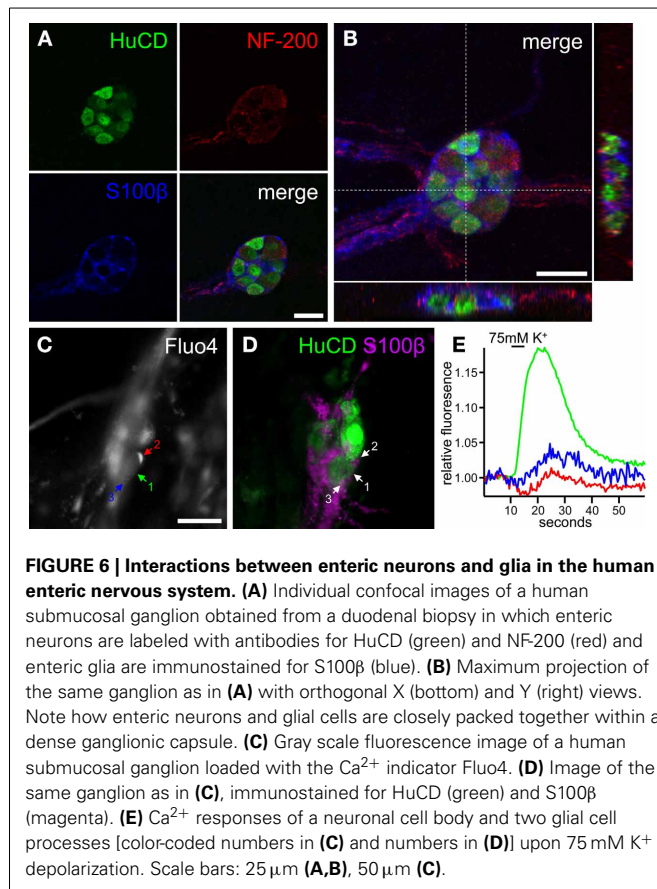 A
HuCD
NF-200
S100β
merge
B
merge
C
Fluo4
2
3
1
D
HuCD S100β
2
3
1
E
75mM K⁺
relative fluoresence
1.15
1.10
1.05
1.00
10 20 30 40 50
seconds
FIGURE 6 | Interactions between enteric neurons and glia in the human
enteric nervous system. (A) Individual confocal images of a human
submucosal ganglion obtained from a duodenal biopsy in which enteric
neurons are labeled with antibodies for HuCD (green) and NF-200 (red) and
enteric glia are immunostained for S100β (blue). (B) Maximum projection of
the same ganglion as in (A) with orthogonal X (bottom) and Y (right) views.
Note how enteric neurons and glial cells are closely packed together within a
dense ganglionic capsule. (C) Gray scale fluorescence image of a human
submucosal ganglion loaded with the Ca²⁺ indicator Fluo4. (D) Image of the
same ganglion as in (C), immunostained for HuCD (green) and S100β
(magenta). (E) Ca²⁺ responses of a neuronal cell body and two glial cell
processes [color-coded numbers in (C) and numbers in (D)] upon 75 mM K⁺
depolarization. Scale bars: 25 μm (A,B), 50 μm (C).